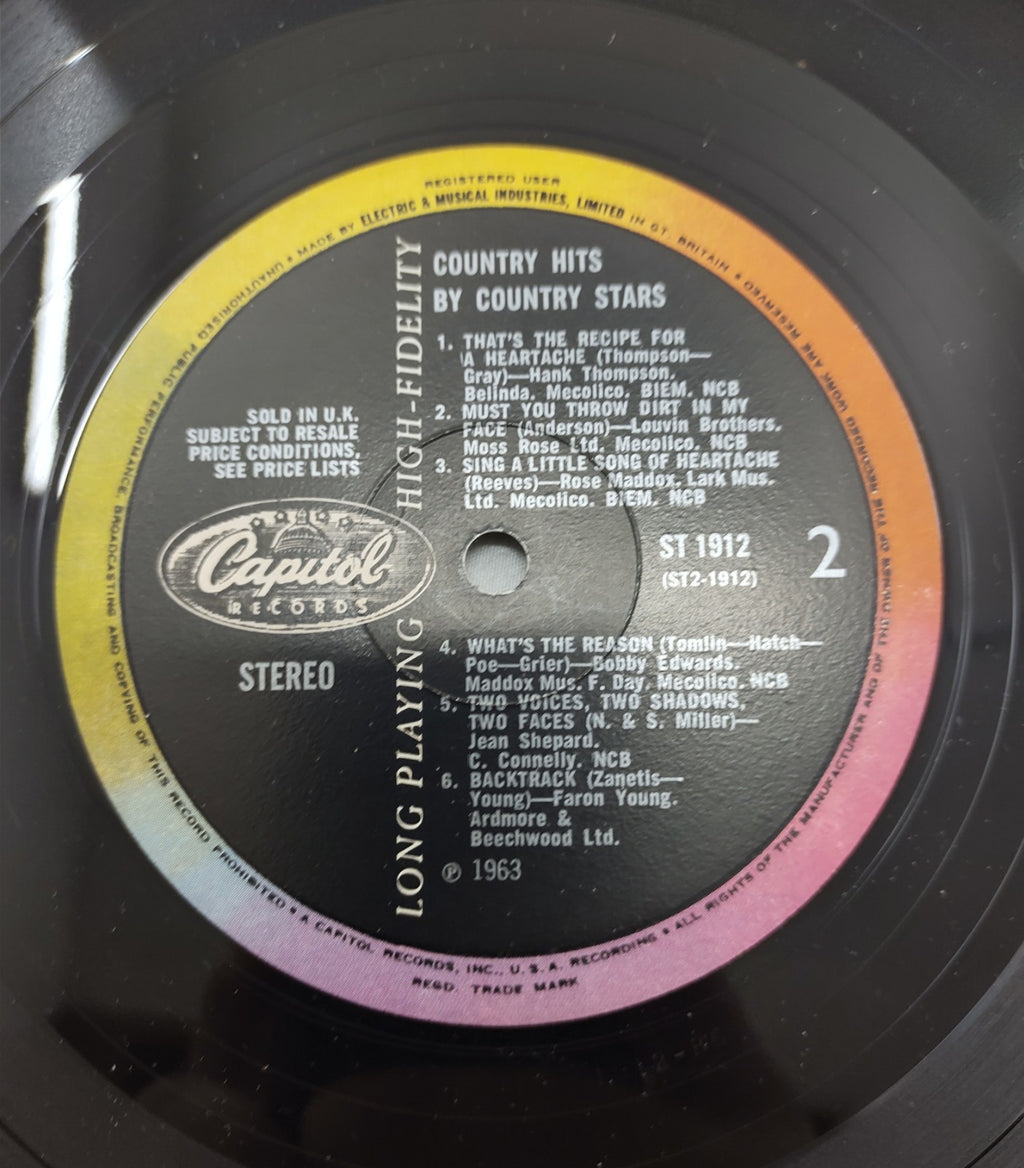 REGISTERED USER
UNAUTHORISED PUBLIC PERFORMANCE, BROADCASTING AND COPYING OF THIS RECORD PROHIBITED • A CAPITOL RECORDS, INC., U.S.A. RECORDING • ALL RIGHTS OF THE MANUFACTURER AND OF THE OWNER OF THE RECORDED WORK ARE RESERVED • MADE BY ELECTRIC & MUSICAL INDUSTRIES, LIMITED IN GT. BRITAIN •
REGD. TRADE MARK
LONG PLAYING HIGH-FIDELITY
COUNTRY HITS
BY COUNTRY STARS
1. THAT'S THE RECIPE FOR
A HEARTACHE (Thompson—
Gray)—Hank Thompson.
Belinda. Mecolico. BIEM. NCB
2. MUST YOU THROW DIRT IN MY
FACE (Anderson)—Louvin Brothers.
Moss Rose Ltd. Mecolico. NCB
3. SING A LITTLE SONG OF HEARTACHE
(Reeves)—Rose Maddox. Lark Mus.
Ltd. Mecolico. BIEM. NCB
SOLD IN U.K.
SUBJECT TO RESALE
PRICE CONDITIONS,
SEE PRICE LISTS
Capitol
RECORDS
STEREO
ST 1912
(ST2-1912)
2
4. WHAT'S THE REASON (Tomlin—Hatch—
Poe—Grier)—Bobby Edwards.
Maddox Mus. F. Day. Mecolico. NCB
5. TWO VOICES, TWO SHADOWS,
TWO FACES (N. & S. Miller)—
Jean Shepard.
C. Connelly. NCB
6. BACKTRACK (Zanetis—
Young)—Faron Young.
Ardmore &
Beechwood Ltd.
℗ 1963